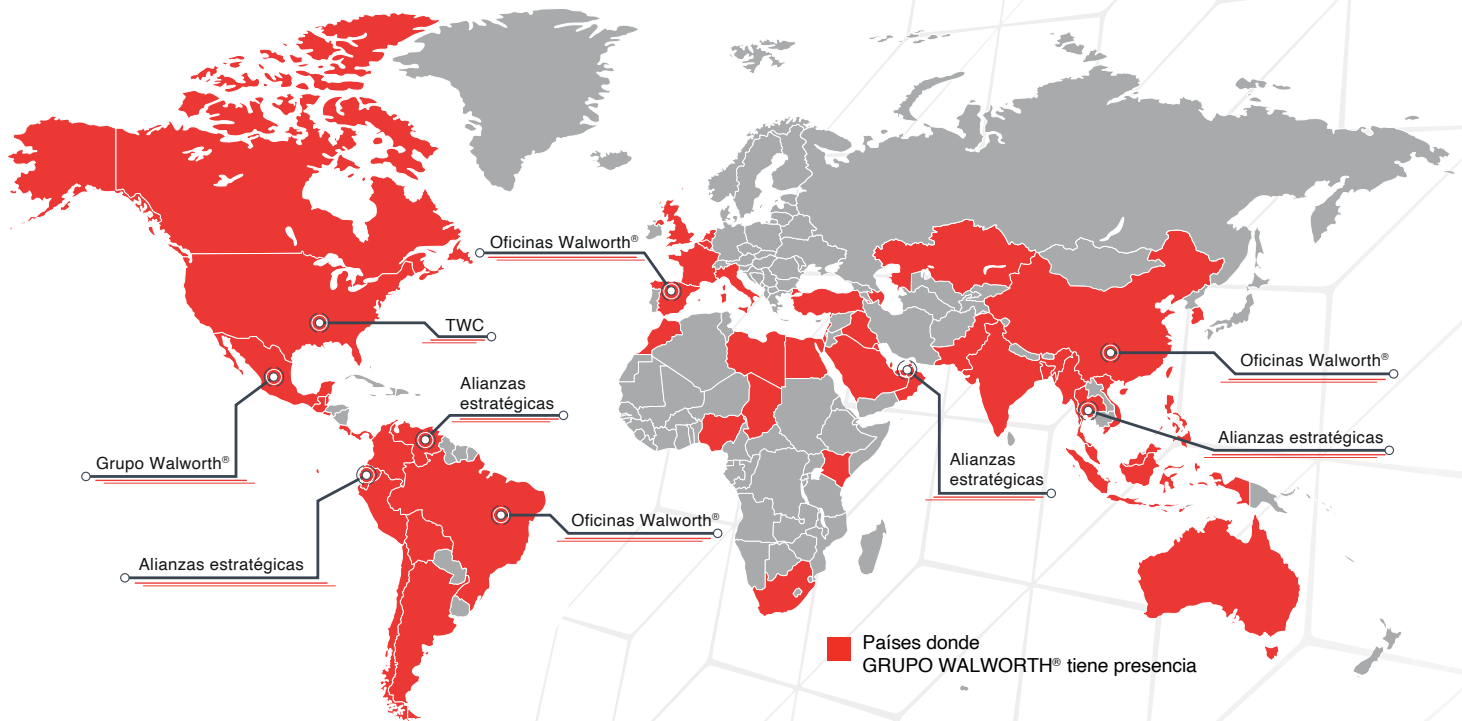 Oficinas Walworth®
TWC
Alianzas
estratégicas
Grupo Walworth®
Alianzas estratégicas
Oficinas Walworth®
Alianzas
estratégicas
Oficinas Walworth®
Alianzas estratégicas
Países donde
GRUPO WALWORTH® tiene presencia